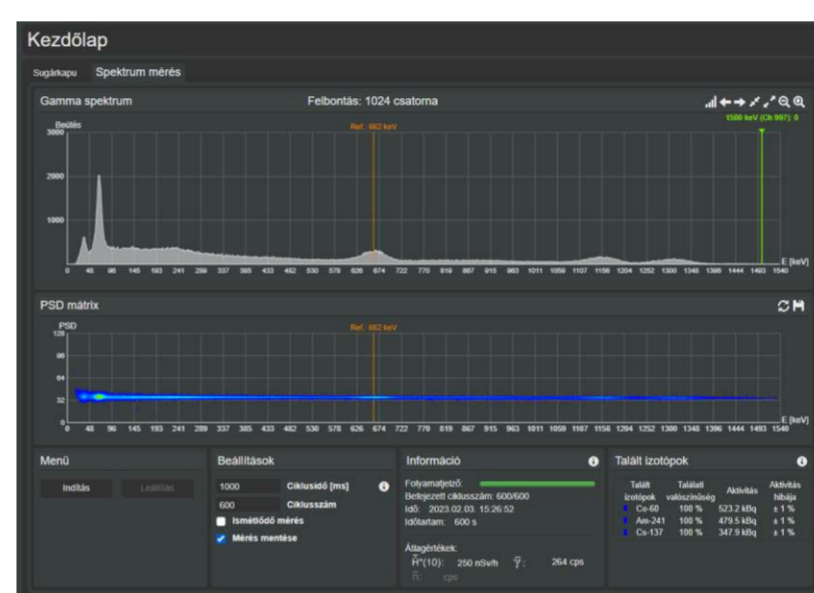 Kezdőlap
Sugárkapu Spektrum mérés
Gamma spektrum Felbontás: 1024 csatorna
1500 keV (Ch 997): 0
Beütés
Ref.: 662 keV
3000
2000
1000
E [keV]
0 48 96 145 193 241 289 337 385 433 482 530 578 626 674 722 770 819 867 915 963 1011 1059 1107 1156 1204 1252 1300 1348 1396 1444 1493 1540
PSD mátrix
PSD
Ref.: 662 keV
128
96
64
32
0
E [keV]
0 48 96 145 193 241 289 337 385 433 482 530 578 626 674 722 770 819 867 915 963 1011 1059 1107 1156 1204 1252 1300 1348 1396 1444 1493 1540
Menü
Indítás Leállítás
Beállítások
1000 Ciklusidő [ms]
600 Ciklusszám
Ismétlődő mérés
Mérés mentése
Információ
Folyamatjelző:
Befejezett ciklusszám: 600/600
Idő: 2023.02.03. 15:26:52
Időtartam: 600 s
Átlagértékek:
H*(10): 250 nSv/h γ̅: 264 cps
n̅: cps
Talált izotópok
Talált izotópok Találati valószínűség Aktivitás Aktivitás hibája
Co-60 100 % 523.2 kBq ± 1 %
Am-241 100 % 479.5 kBq ± 1 %
Cs-137 100 % 347.9 kBq ± 1 %